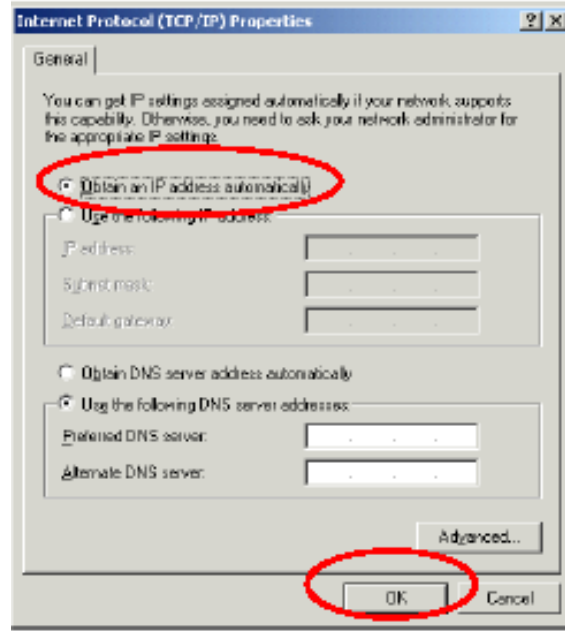 Internet Protocol (TCP/IP) Properties
General
You can get IP settings assigned automatically if your network supports
this capability. Otherwise, you need to ask your network administrator for
the appropriate IP settings.
Obtain an IP address automatically
Use the following IP address:
IP address:
Subnet mask:
Default gateway:
Obtain DNS server address automatically
Use the following DNS server addresses:
Preferred DNS server:
Alternate DNS server:
Advanced...
OK Cancel